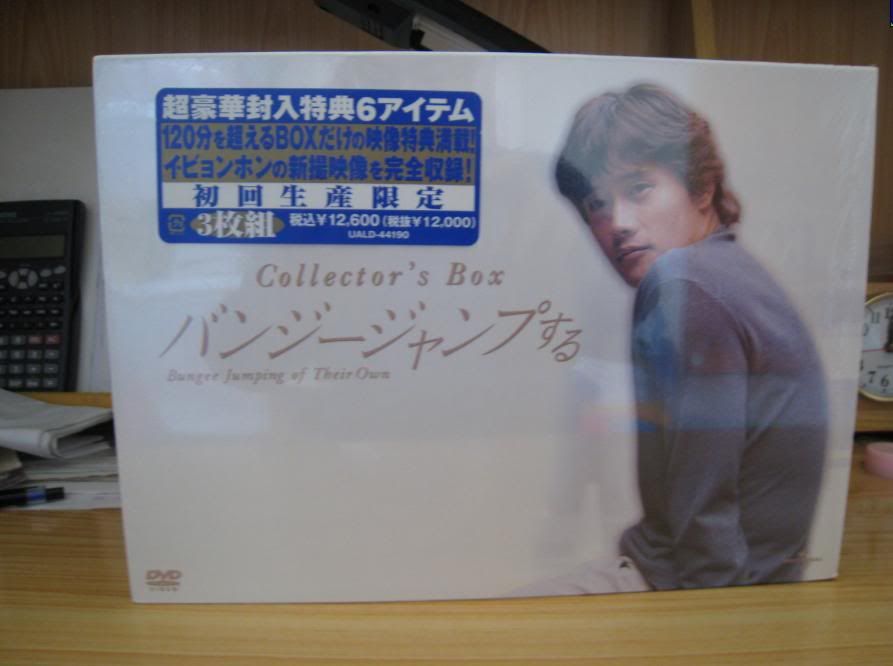 超豪華封入特典6アイテム
120分を超えるBOXだけの映像特典満載!
イ・ビョンホンの新撮映像を完全収録!
初回生産限定
3枚組 税込¥12,600(税抜¥12,000)
UALD-44190
Collector's Box
バンジージャンプする
Bungee Jumping of Their Own
DVD
VIDEO